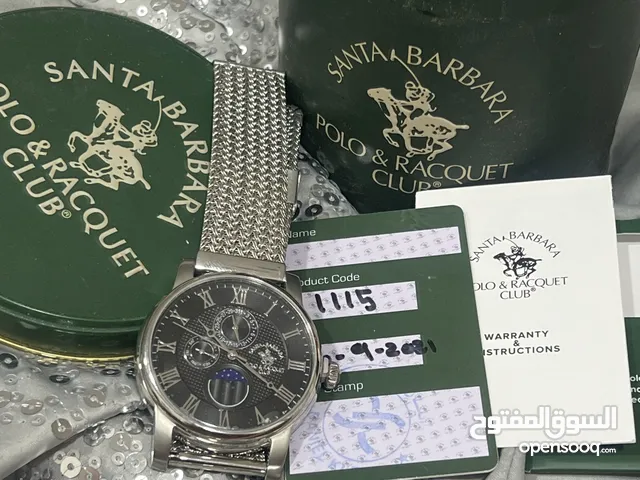 SANTA BARBARA
POLO & RACQUET
CLUB®
SANTA BARBARA
POLO & RACQUET
CLUB®
Name
Product Code
1115
-9-2021
Stamp
SANTA BARBARA
POLO & RACQUET
CLUB®
WARRANTY
&
INSTRUCTIONS
السوق المفتوح
opensooq.com